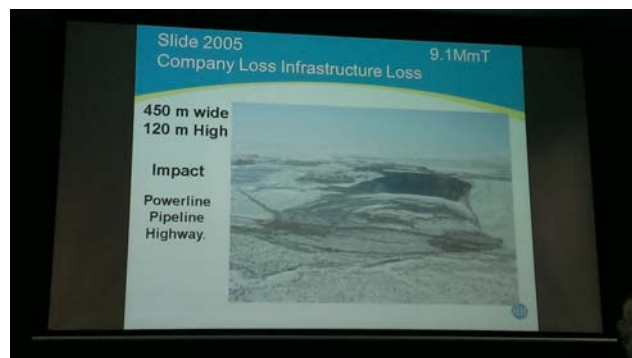 Slide 2005
9.1MmT
Company Loss Infrastructure Loss
450 m wide
120 m High
Impact
Powerline
Pipeline
Highway.